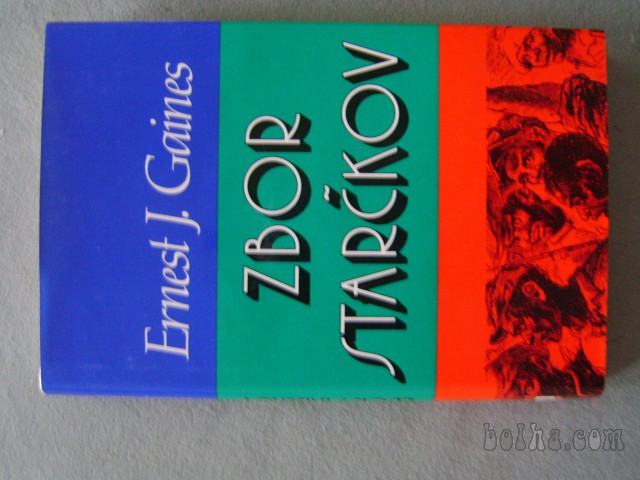 Ernest J. Gaines
ZBOR
STARČKOV
bolha.com